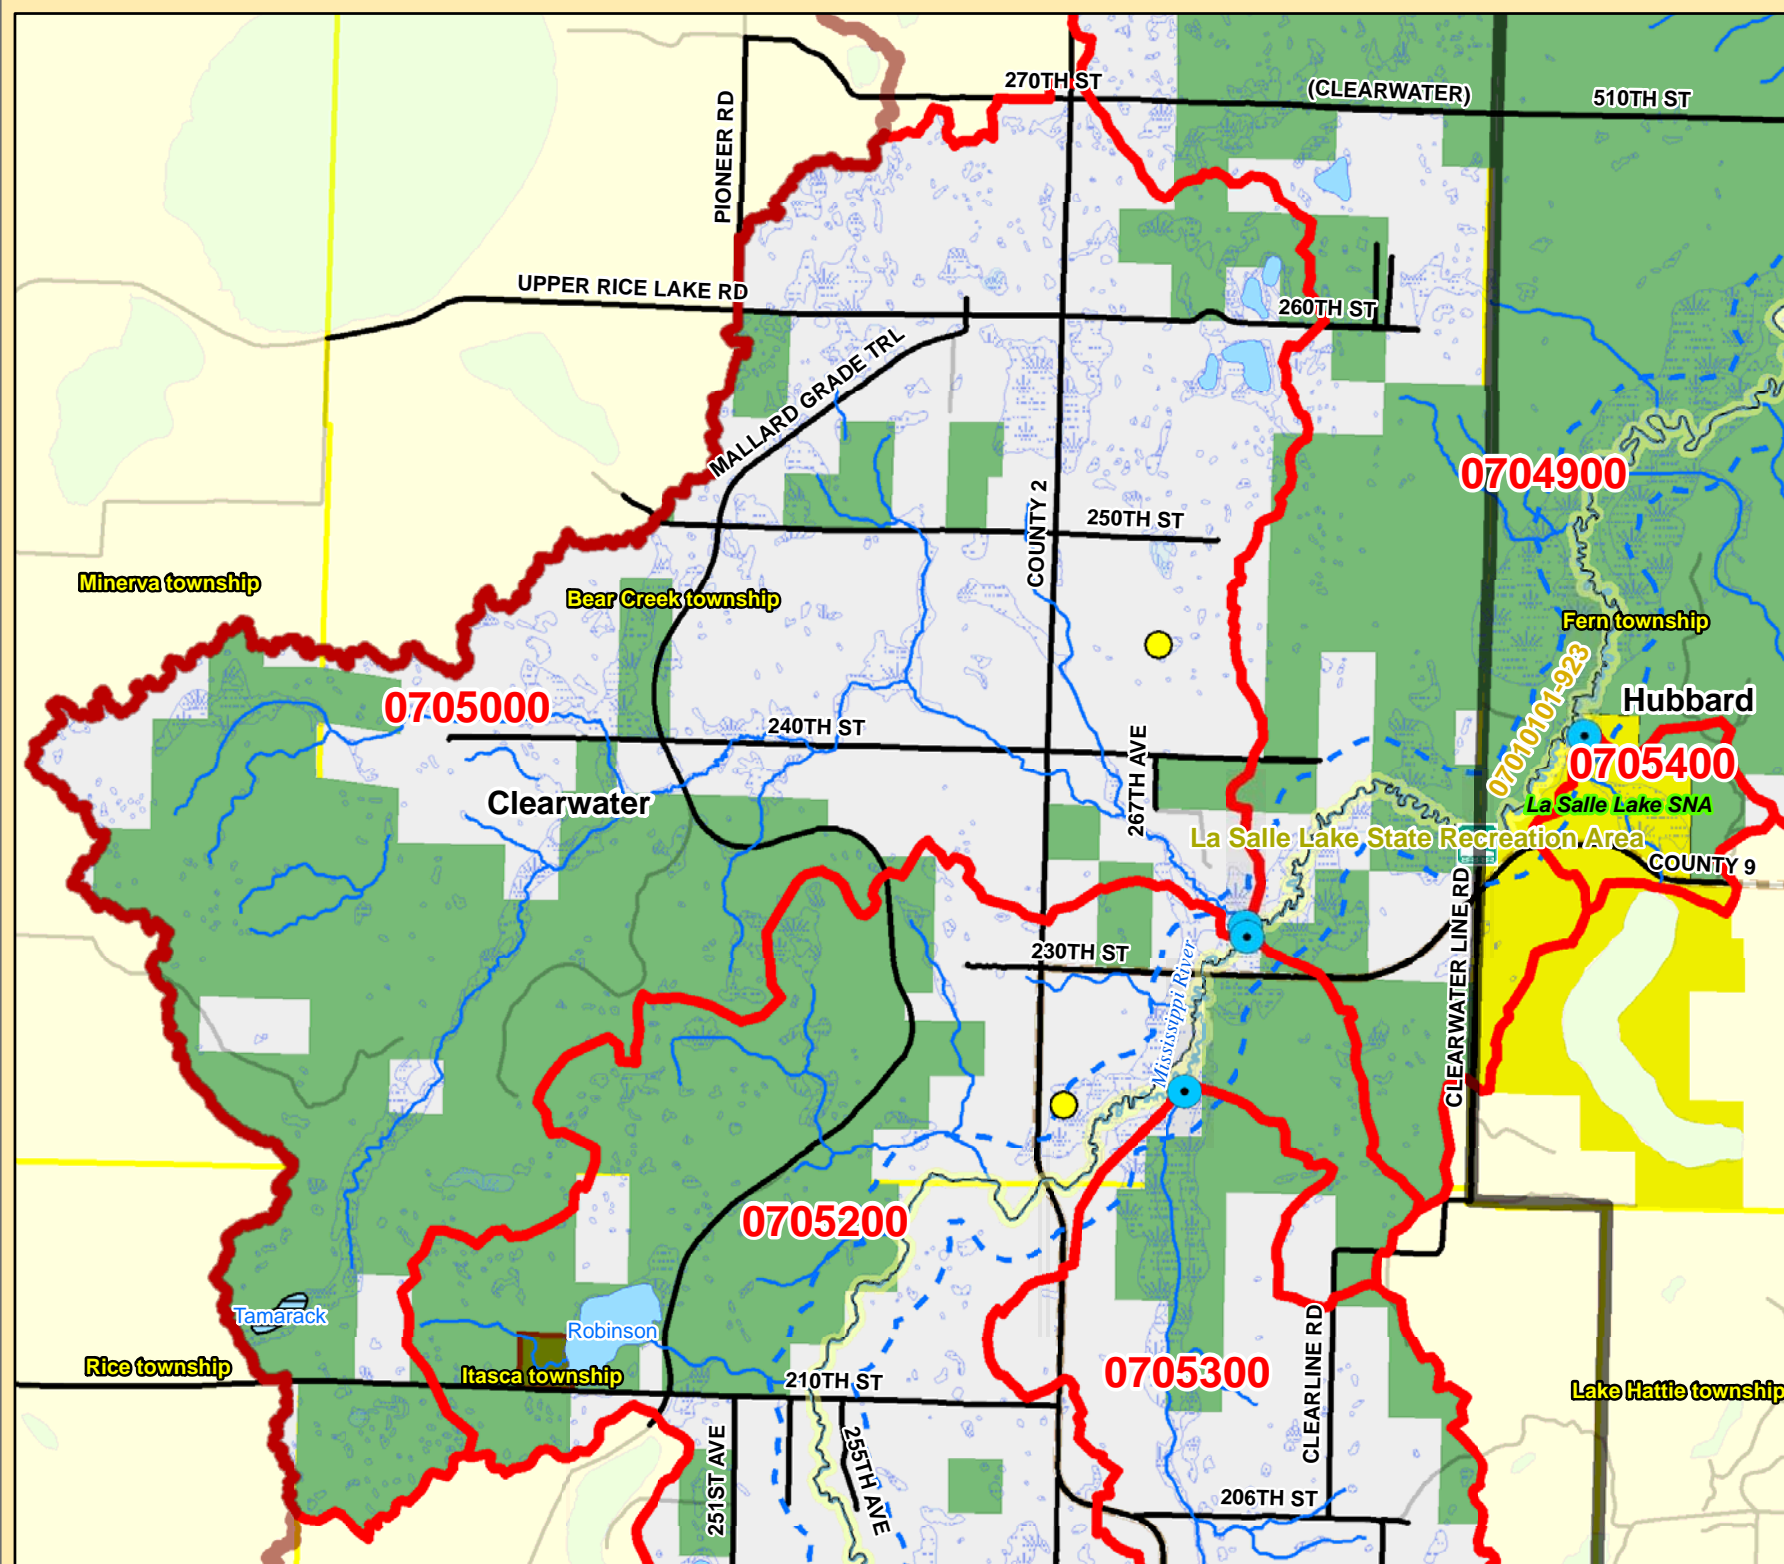 270TH ST
(CLEARWATER)
510TH ST
PIONEER RD
UPPER RICE LAKE RD
260TH ST
MALLARD GRADE TRL
0704900
COUNTY 2
250TH ST
Minerva township
Bear Creek township
Fern township
07010101-923
Hubbard
0705000
240TH ST
267TH AVE
0705400
Clearwater
La Salle Lake SNA
La Salle Lake State Recreation Area
COUNTY 9
230TH ST
Mississippi River
CLEARWATER LINE RD
0705200
Tamarack
Robinson
Rice township
Itasca township
210TH ST
0705300
CLEARLINE RD
Lake Hattie township
251ST AVE
255TH AVE
206TH ST